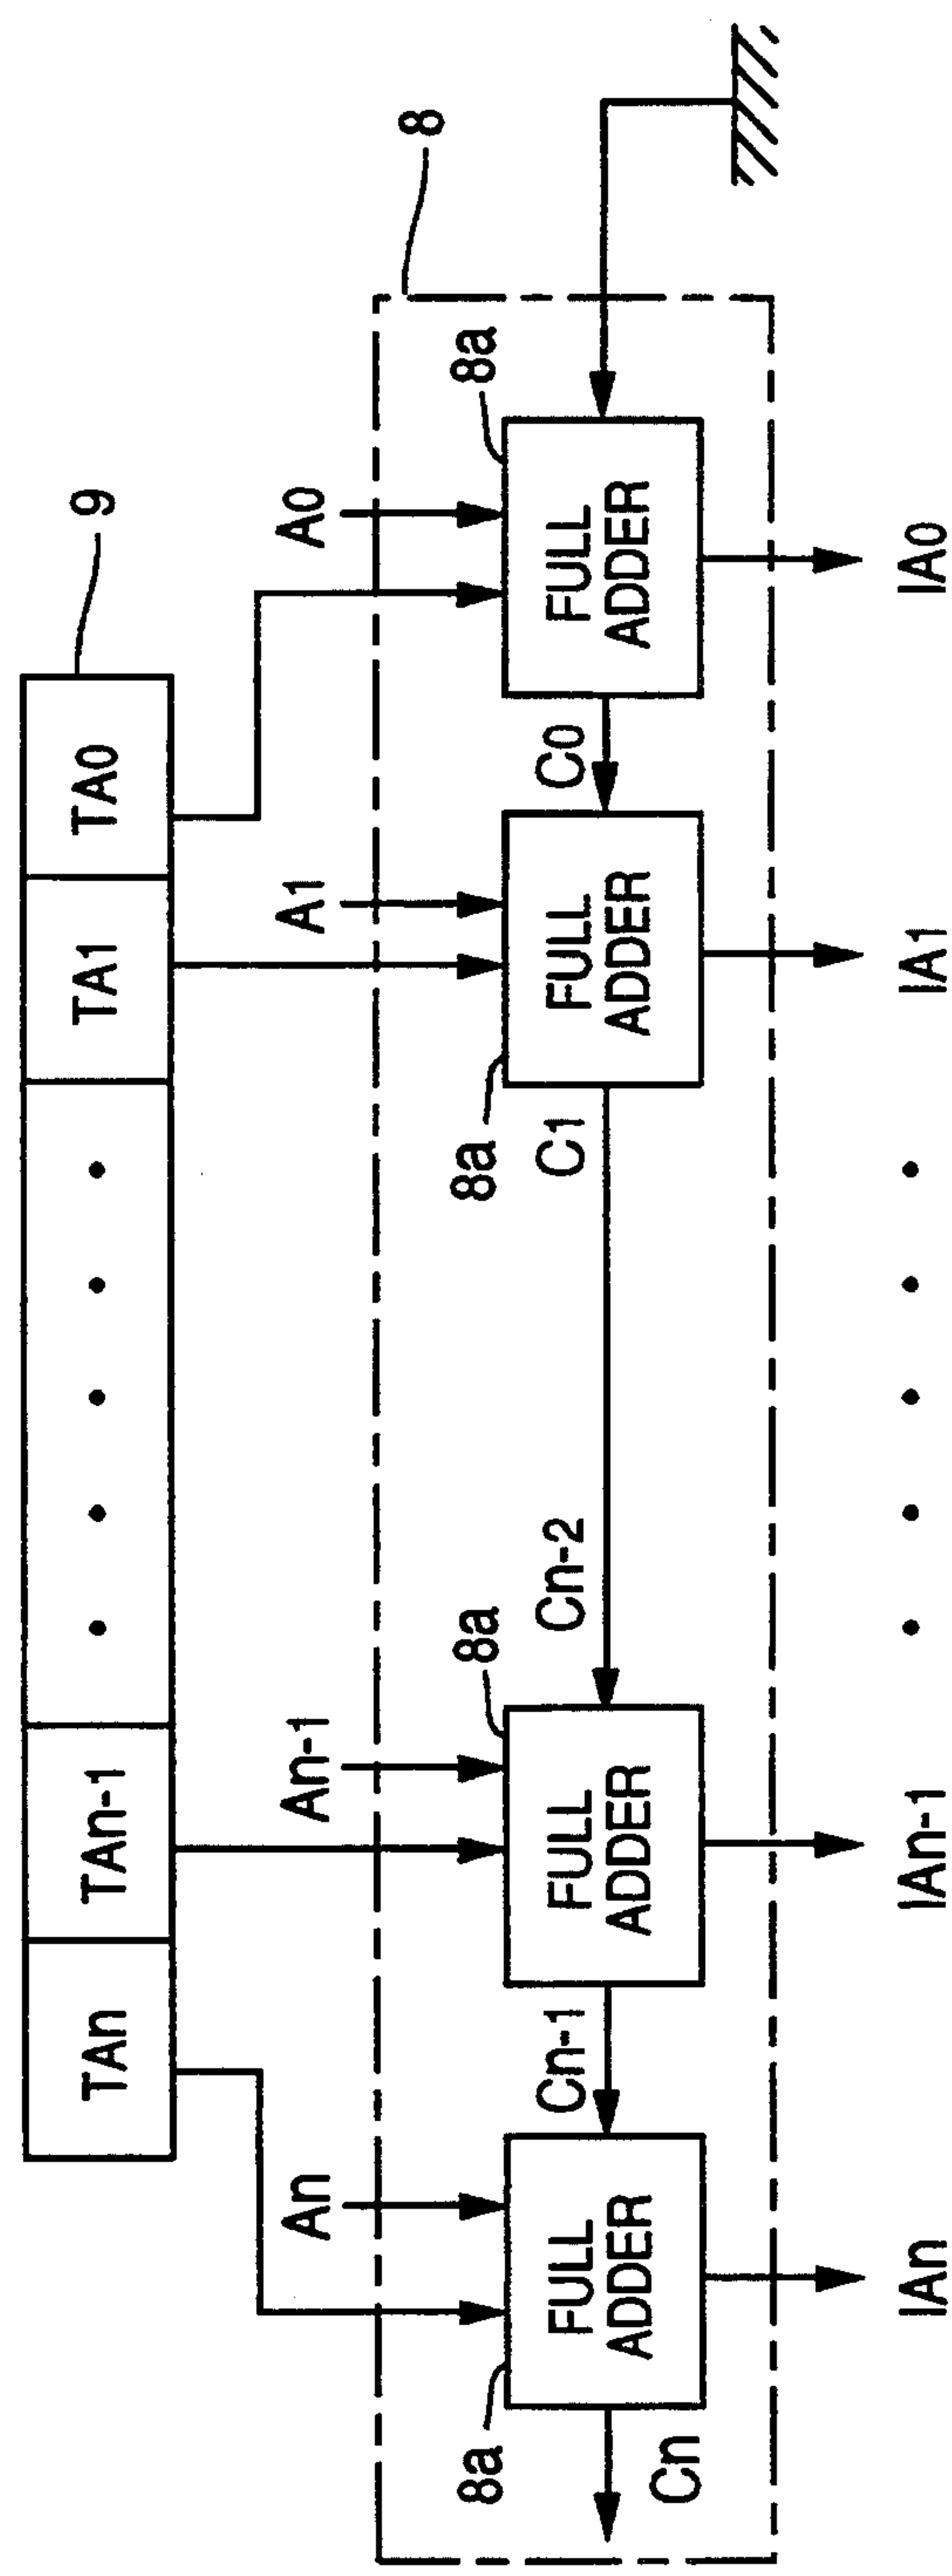 9
TAn
TAn-1
• • • • •
TA1
TA0
8
An
An-1
A1
A0
8a
8a
8a
8a
FULL
ADDER
FULL
ADDER
FULL
ADDER
FULL
ADDER
Cn
Cn-1
Cn-2
C1
C0
IAn
IAn-1
• • • • •
IA1
IA0